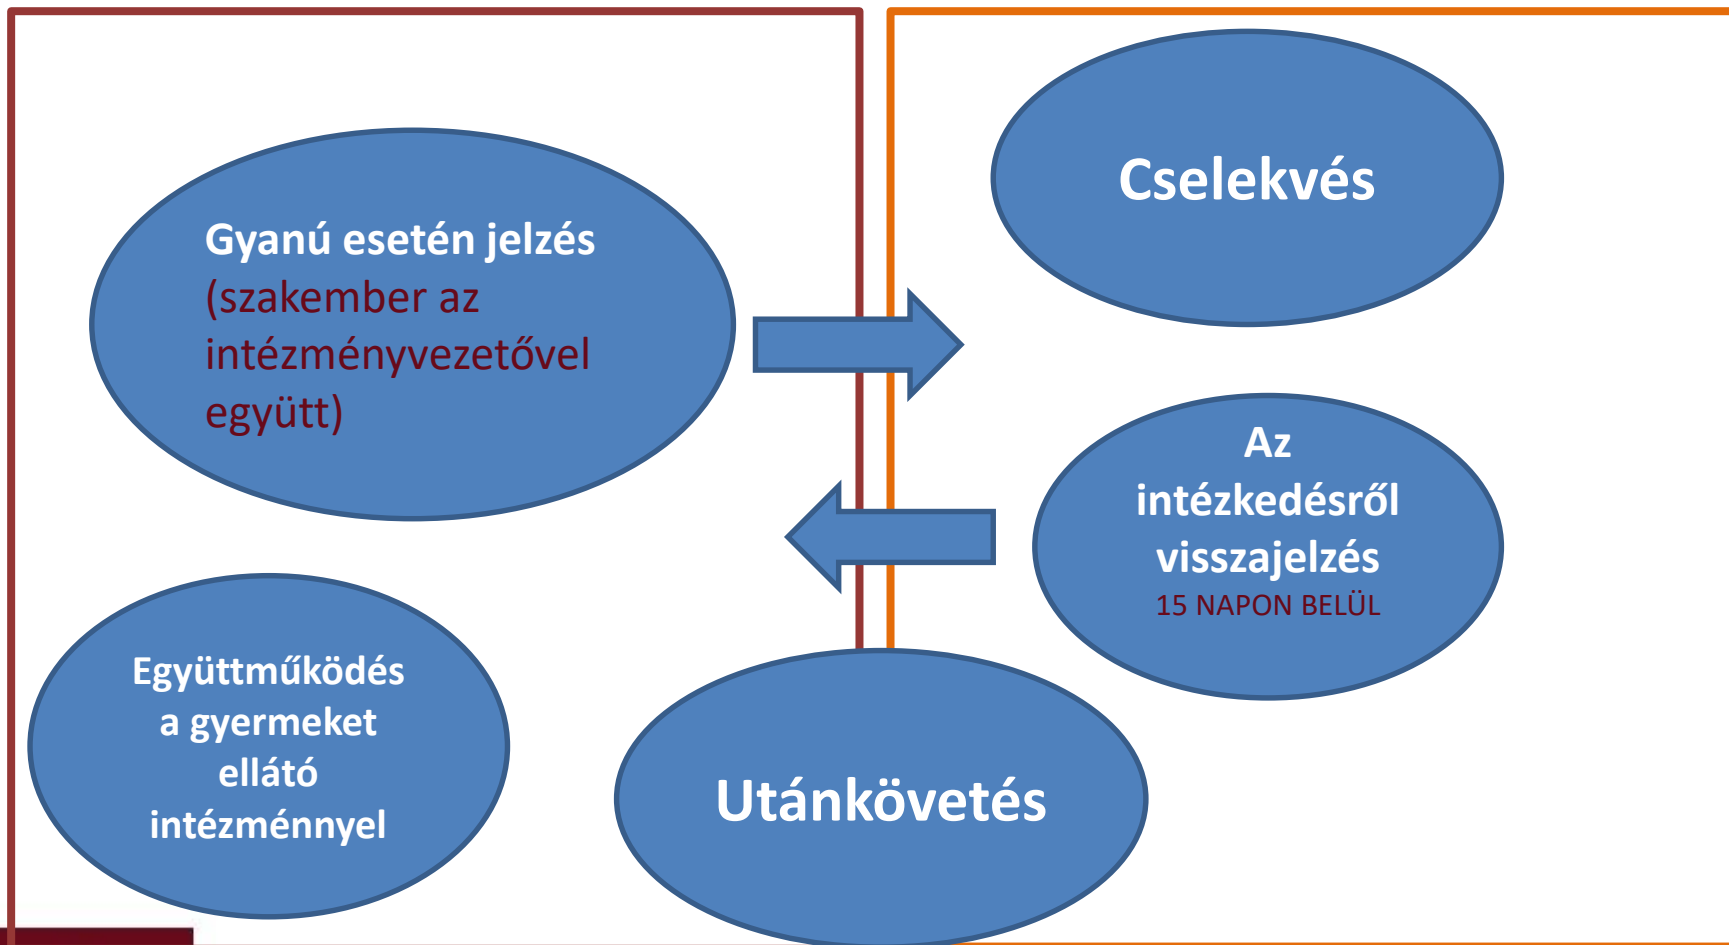 Gyanú esetén jelzés
(szakember az
intézményvezetővel
együtt)
Cselekvés
Az
intézkedésről
visszajelzés
15 NAPON BELÜL
Együttműködés
a gyermeket
ellátó
intézménnyel
Utánkövetés